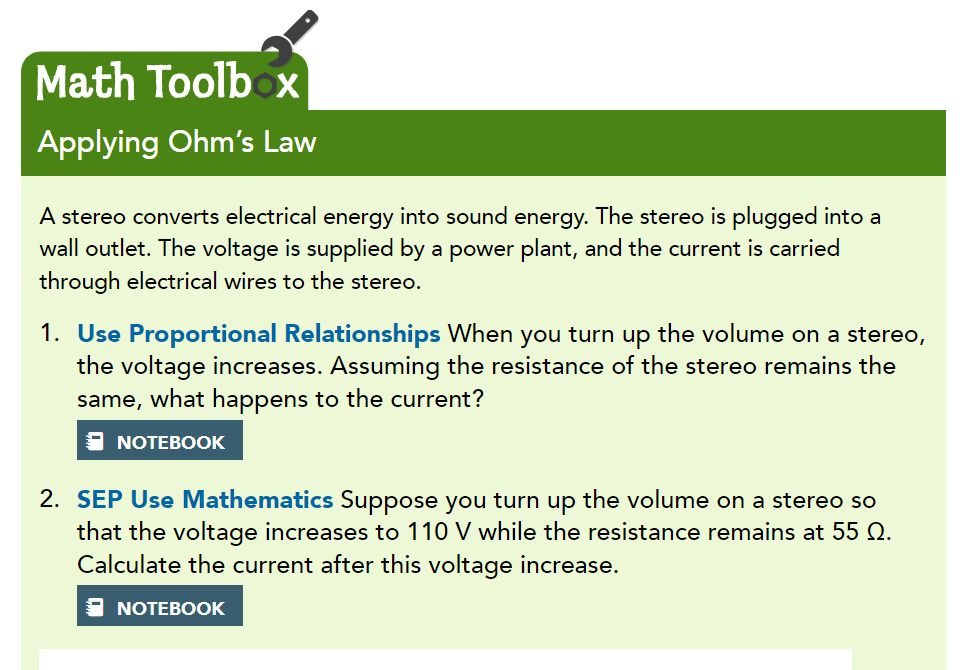 Math Toolbox
Applying Ohm's Law
A stereo converts electrical energy into sound energy. The stereo is plugged into a
wall outlet. The voltage is supplied by a power plant, and the current is carried
through electrical wires to the stereo.
1. Use Proportional Relationships When you turn up the volume on a stereo,
the voltage increases. Assuming the resistance of the stereo remains the
same, what happens to the current?
NOTEBOOK
2. SEP Use Mathematics Suppose you turn up the volume on a stereo so
that the voltage increases to 110 V while the resistance remains at 55 Ω.
Calculate the current after this voltage increase.
NOTEBOOK